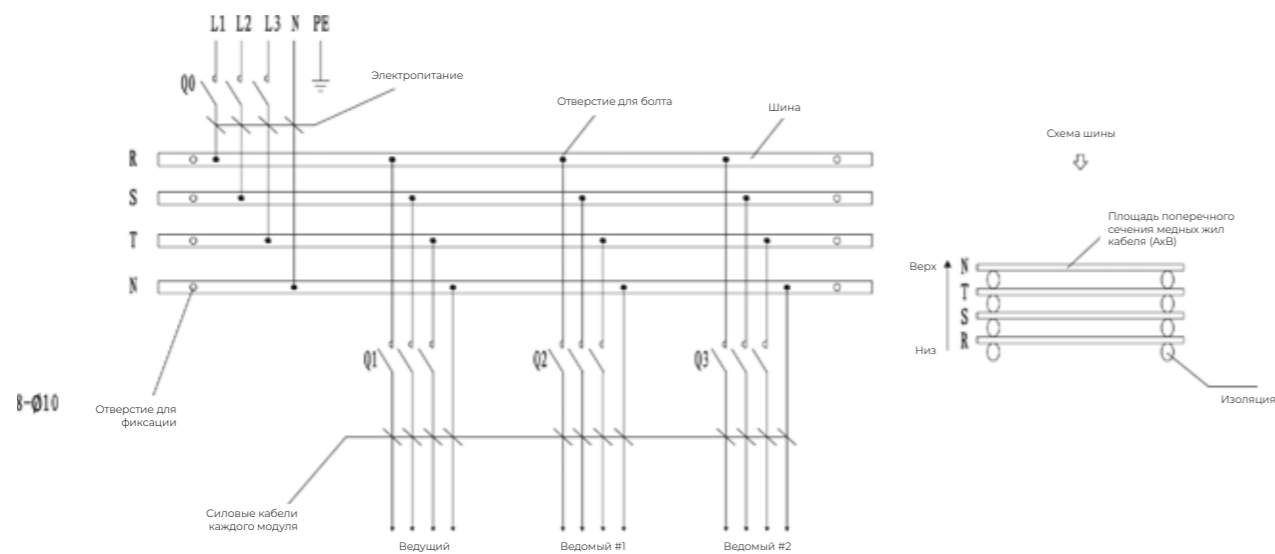 L1 L2 L3 N PE
Q0
Электропитание
Отверстие для болта
Шина
R
S
T
N
Q1
Q2
Q3
8-Ø10
Отверстие для
фиксации
Силовые кабели
каждого модуля
Ведущий
Ведомый #1
Ведомый #2
Схема шины
Площадь поперечного
сечения медных жил
кабеля (АхВ)
Верх
N
T
S
R
Низ
Изоляция